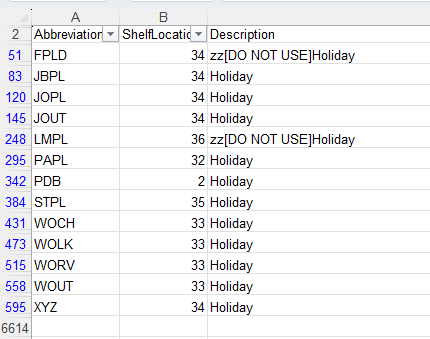 A B
2 Abbreviation ShelfLocatio Description
51 FPLD 34 zz[DO NOT USE]Holiday
83 JBPL 34 Holiday
120 JOPL 34 Holiday
145 JOUT 34 Holiday
248 LMPL 36 zz[DO NOT USE]Holiday
295 PAPL 32 Holiday
342 PDB 2 Holiday
384 STPL 35 Holiday
431 WOCH 33 Holiday
473 WOLK 33 Holiday
515 WORV 33 Holiday
558 WOUT 33 Holiday
595 XYZ 34 Holiday
6614